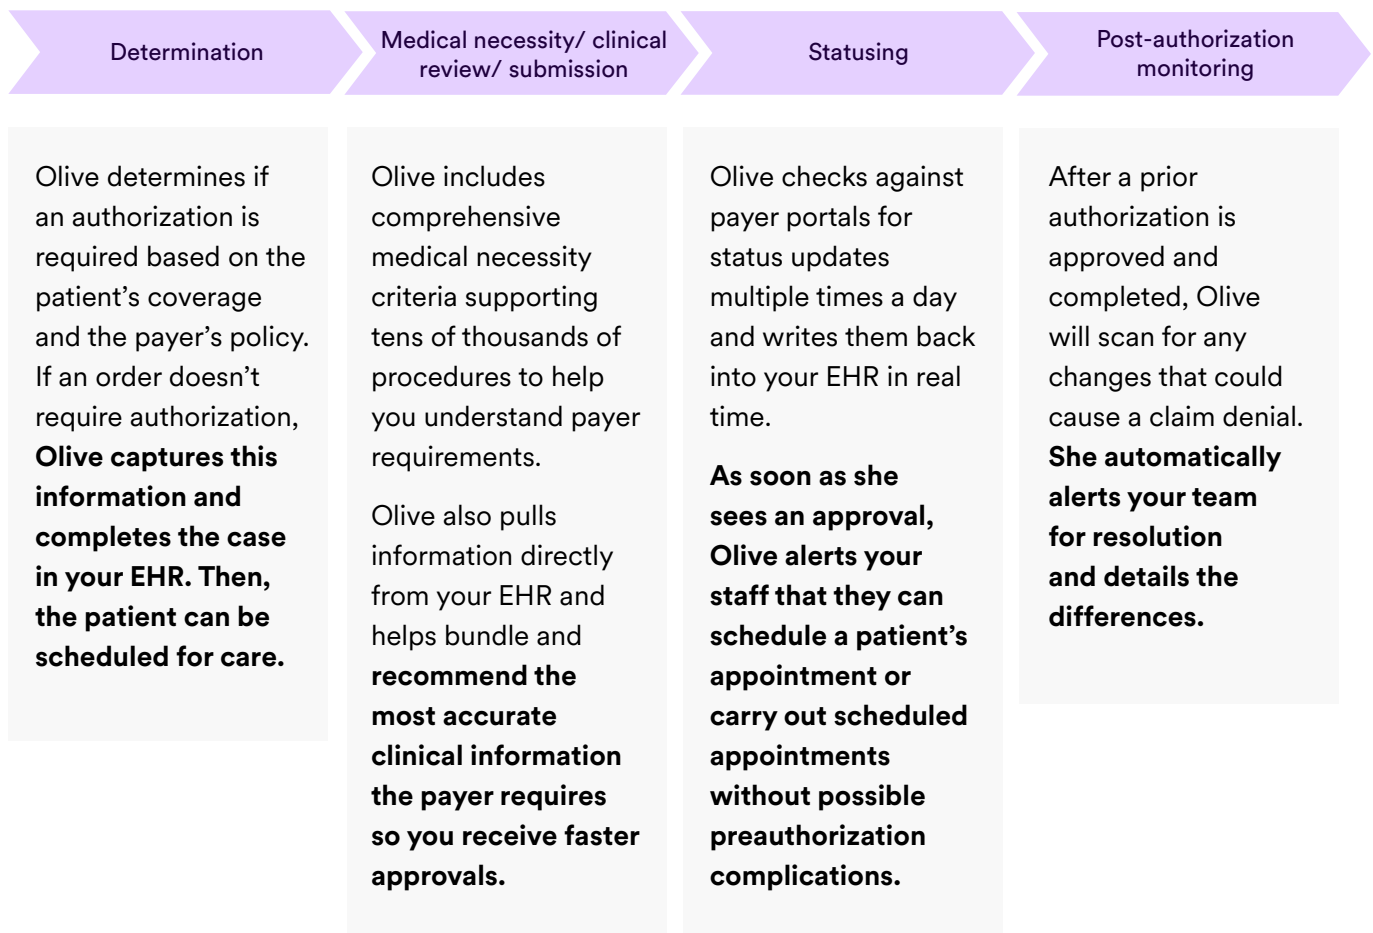 Determination
Medical necessity/ clinical
review/ submission
Statusing
Post-authorization
monitoring
Olive determines if
an authorization is
required based on the
patient’s coverage
and the payer’s policy.
If an order doesn’t
require authorization,
Olive captures this
information and
completes the case
in your EHR. Then,
the patient can be
scheduled for care.
Olive includes
comprehensive
medical necessity
criteria supporting
tens of thousands of
procedures to help
you understand payer
requirements.
Olive also pulls
information directly
from your EHR and
helps bundle and
recommend the
most accurate
clinical information
the payer requires
so you receive faster
approvals.
Olive checks against
payer portals for
status updates
multiple times a day
and writes them back
into your EHR in real
time.
As soon as she
sees an approval,
Olive alerts your
staff that they can
schedule a patient’s
appointment or
carry out scheduled
appointments
without possible
preauthorization
complications.
After a prior
authorization is
approved and
completed, Olive
will scan for any
changes that could
cause a claim denial.
She automatically
alerts your team
for resolution
and details the
differences.